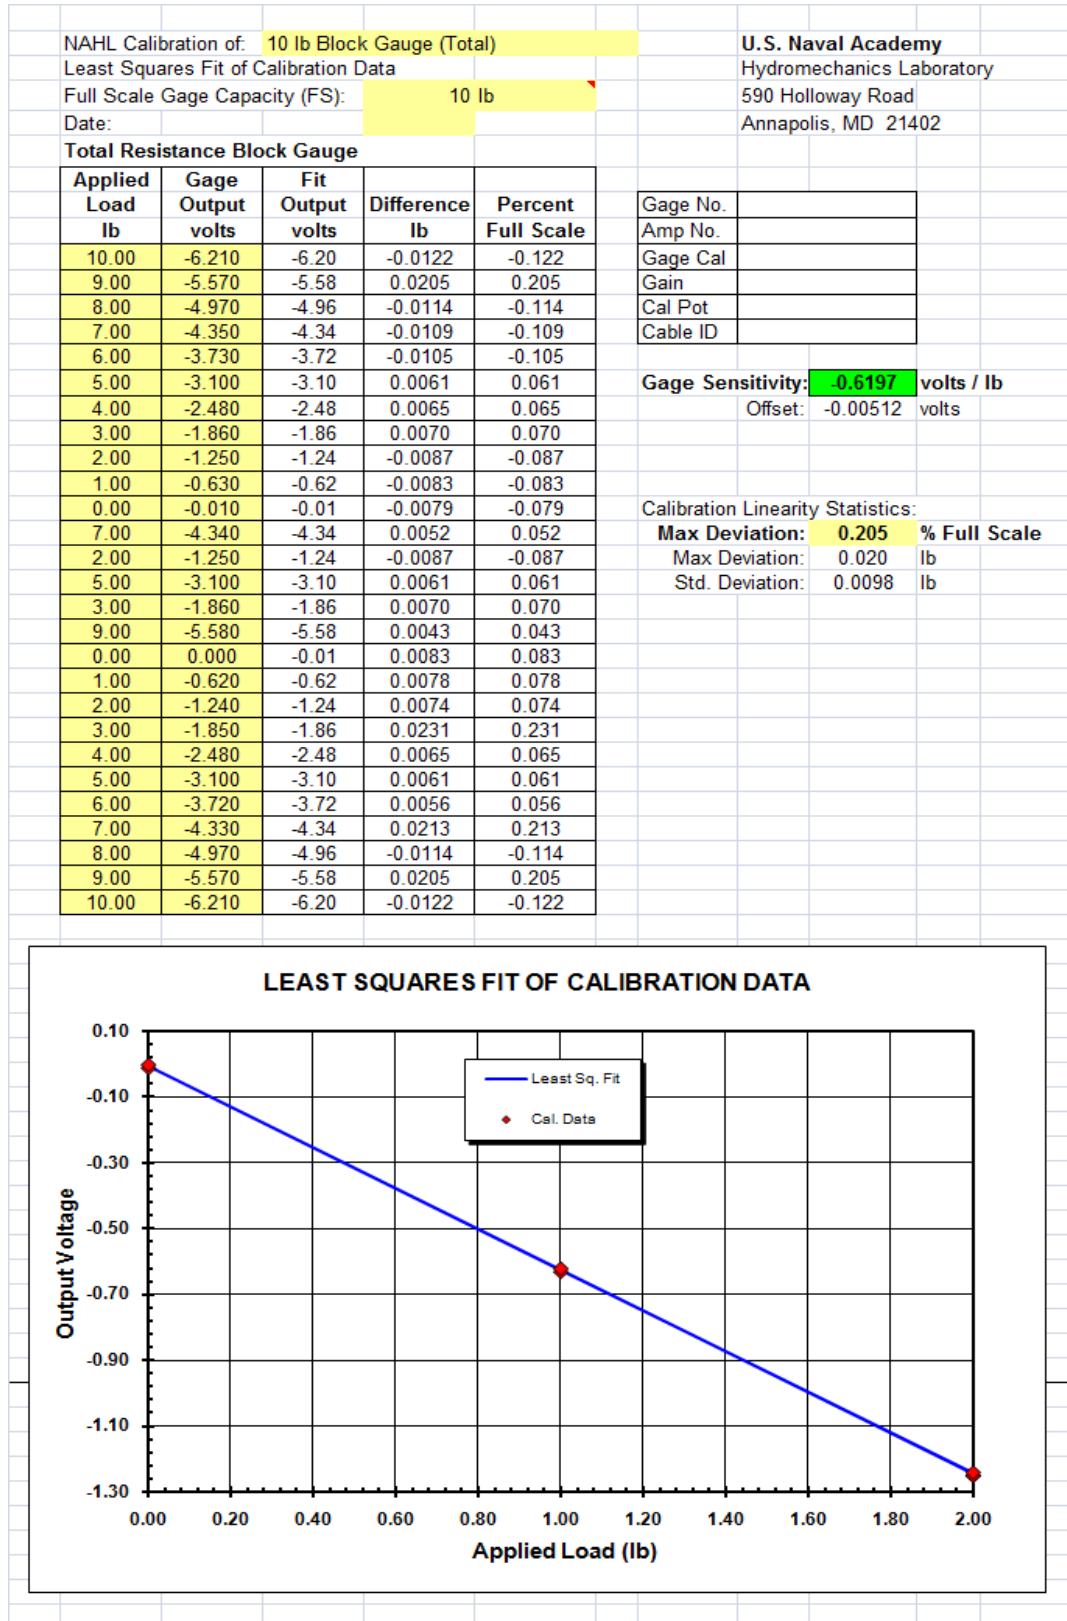 NAHL Calibration of: 10 lb Block Gauge (Total) U.S. Naval Academy
Least Squares Fit of Calibration Data Hydromechanics Laboratory
Full Scale Gage Capacity (FS): 10 lb 590 Holloway Road
Date: Annapolis, MD 21402
Total Resistance Block Gauge
Applied Gage Fit
Load Output Output Difference Percent Gage No.
lb volts volts lb Full Scale Amp No.
10.00 -6.210 -6.20 -0.0122 -0.122 Gage Cal
9.00 -5.570 -5.58 0.0205 0.205 Gain
8.00 -4.970 -4.96 -0.0114 -0.114 Cal Pot
7.00 -4.350 -4.34 -0.0109 -0.109 Cable ID
6.00 -3.730 -3.72 -0.0105 -0.105
5.00 -3.100 -3.10 0.0061 0.061 Gage Sensitivity: -0.6197 volts / lb
4.00 -2.480 -2.48 0.0065 0.065 Offset: -0.00512 volts
3.00 -1.860 -1.86 0.0070 0.070
2.00 -1.250 -1.24 -0.0087 -0.087
1.00 -0.630 -0.62 -0.0083 -0.083
0.00 -0.010 -0.01 -0.0079 -0.079 Calibration Linearity Statistics:
7.00 -4.340 -4.34 0.0052 0.052 Max Deviation: 0.205 % Full Scale
2.00 -1.250 -1.24 -0.0087 -0.087 Max Deviation: 0.020 lb
5.00 -3.100 -3.10 0.0061 0.061 Std. Deviation: 0.0098 lb
3.00 -1.860 -1.86 0.0070 0.070
9.00 -5.580 -5.58 0.0043 0.043
0.00 0.000 -0.01 0.0083 0.083
1.00 -0.620 -0.62 0.0078 0.078
2.00 -1.240 -1.24 0.0074 0.074
3.00 -1.850 -1.86 0.0231 0.231
4.00 -2.480 -2.48 0.0065 0.065
5.00 -3.100 -3.10 0.0061 0.061
6.00 -3.720 -3.72 0.0056 0.056
7.00 -4.330 -4.34 0.0213 0.213
8.00 -4.970 -4.96 -0.0114 -0.114
9.00 -5.570 -5.58 0.0205 0.205
10.00 -6.210 -6.20 -0.0122 -0.122
LEAST SQUARES FIT OF CALIBRATION DATA
Output Voltage
0.10
-0.10
-0.30
-0.50
-0.70
-0.90
-1.10
-1.30
Least Sq. Fit
Cal. Data
0.00 0.20 0.40 0.60 0.80 1.00 1.20 1.40 1.60 1.80 2.00
Applied Load (lb)